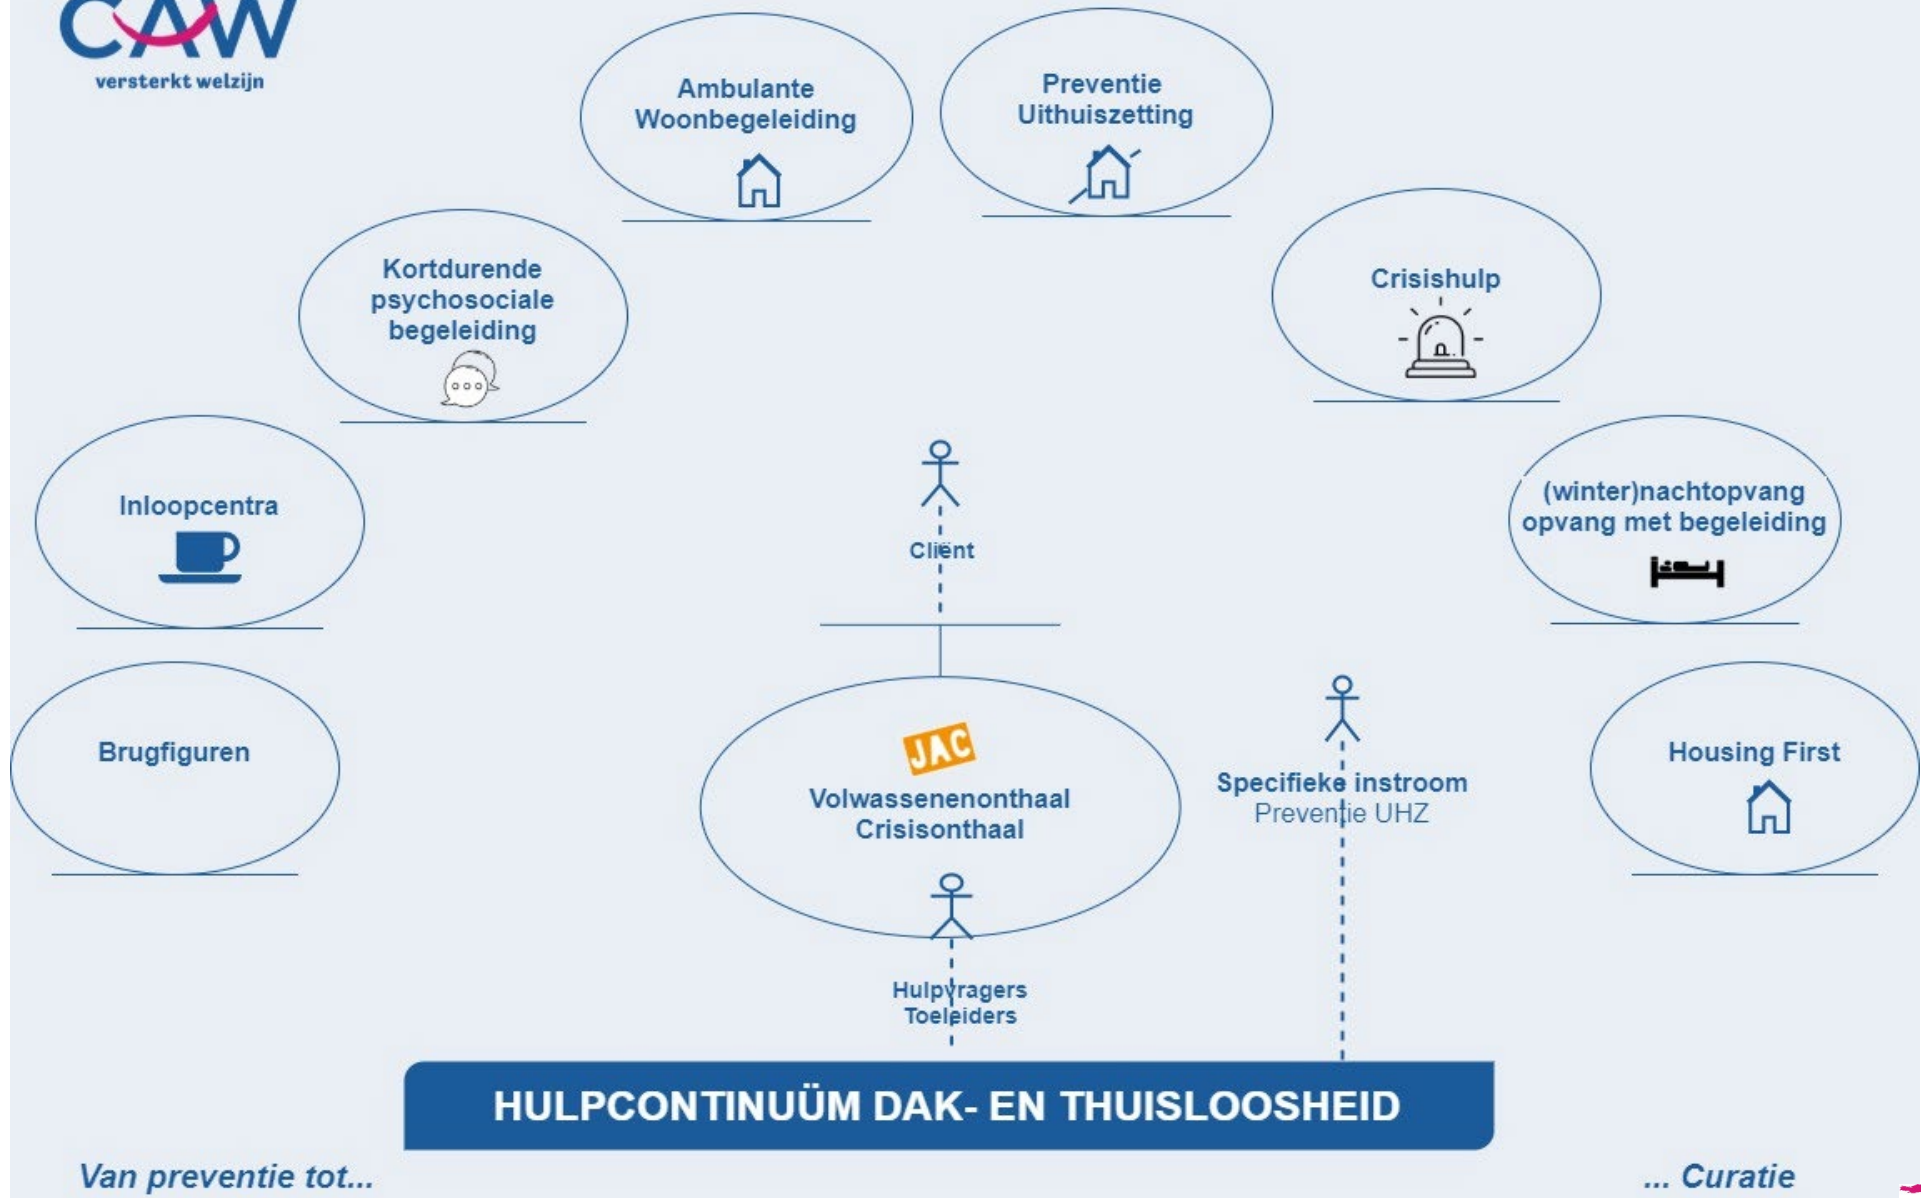 CAW
versterkt welzijn
Ambulante
Woonbegeleiding
Preventie
Uithuiszetting
Kortdurende
psychosociale
begeleiding
Crisishulp
Inloopcentra
(winter)nachtopvang
opvang met begeleiding
Cliënt
Brugfiguren
JAC
Volwassenenonthaal
Crisisonthaal
Specifieke instroom
Preventie UHZ
Housing First
Hulpvragers
Toeleiders
HULPCONTINUÜM DAK- EN THUISLOOSHEID
Van preventie tot...
... Curatie